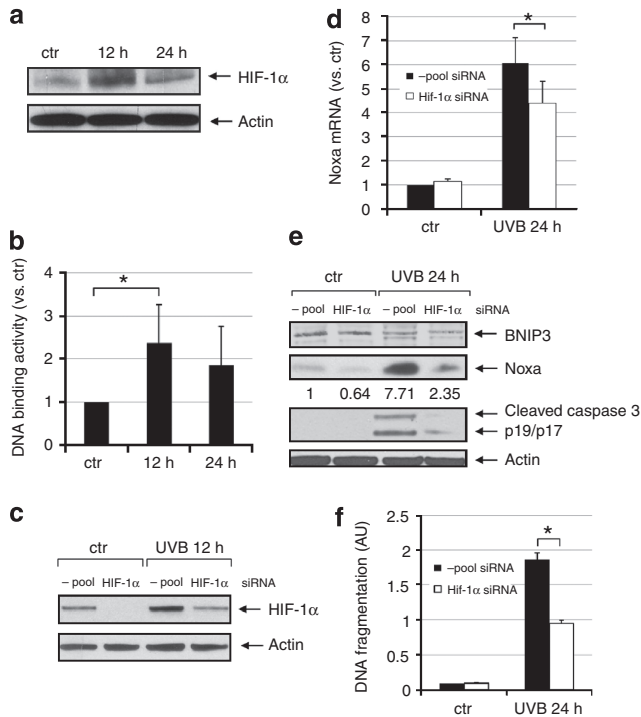 a
ctr 12 h 24 h
HIF-1α
Actin
b
DNA binding activity (vs. ctr)
4
3
2
1
0
*
ctr 12 h 24 h
c
ctr UVB 12 h
– pool HIF-1α – pool HIF-1α siRNA
HIF-1α
Actin
d
Noxa mRNA (vs. ctr)
8
7
6
5
4
3
2
1
0
*
–pool siRNA
Hif-1α siRNA
ctr UVB 24 h
e
ctr UVB 24 h
– pool HIF-1α – pool HIF-1α siRNA
BNIP3
Noxa
1 0.64 7.71 2.35
Cleaved caspase 3
p19/p17
Actin
f
DNA fragmentation (AU)
2.5
2
1.5
1
0.5
0
*
–pool siRNA
Hif-1α siRNA
ctr UVB 24 h